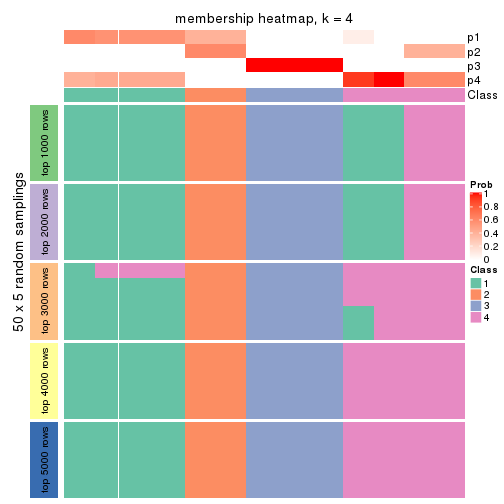 membership heatmap, k = 4
p1
p2
p3
p4
Class
50 x 5 random samplings
top 1000 rows
top 2000 rows
top 3000 rows
top 4000 rows
top 5000 rows
Prob
1
0.8
0.6
0.4
0.2
0
Class
1
2
3
4